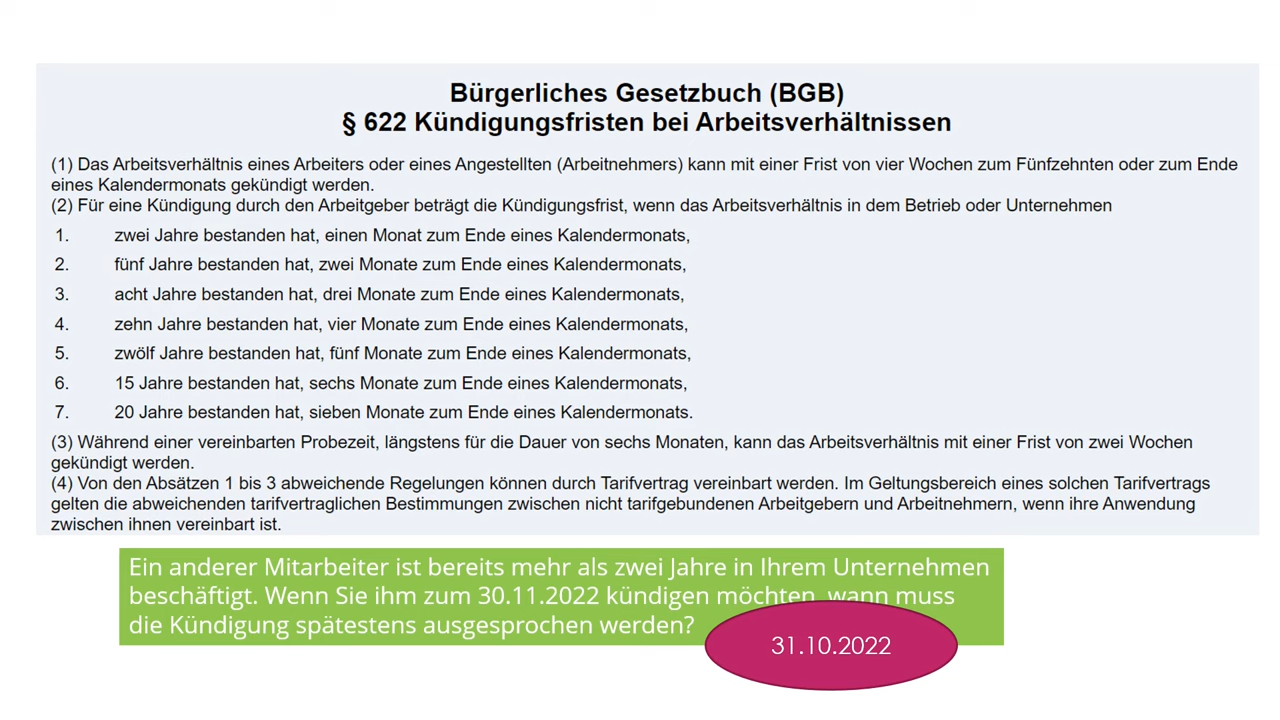 Bürgerliches Gesetzbuch (BGB)
§ 622 Kündigungsfristen bei Arbeitsverhältnissen
(1) Das Arbeitsverhältnis eines Arbeiters oder eines Angestellten (Arbeitnehmers) kann mit einer Frist von vier Wochen zum Fünfzehnten oder zum Ende
eines Kalendermonats gekündigt werden.
(2) Für eine Kündigung durch den Arbeitgeber beträgt die Kündigungsfrist, wenn das Arbeitsverhältnis in dem Betrieb oder Unternehmen
1. zwei Jahre bestanden hat, einen Monat zum Ende eines Kalendermonats,
2. fünf Jahre bestanden hat, zwei Monate zum Ende eines Kalendermonats,
3. acht Jahre bestanden hat, drei Monate zum Ende eines Kalendermonats,
4. zehn Jahre bestanden hat, vier Monate zum Ende eines Kalendermonats,
5. zwölf Jahre bestanden hat, fünf Monate zum Ende eines Kalendermonats,
6. 15 Jahre bestanden hat, sechs Monate zum Ende eines Kalendermonats,
7. 20 Jahre bestanden hat, sieben Monate zum Ende eines Kalendermonats.
(3) Während einer vereinbarten Probezeit, längstens für die Dauer von sechs Monaten, kann das Arbeitsverhältnis mit einer Frist von zwei Wochen
gekündigt werden.
(4) Von den Absätzen 1 bis 3 abweichende Regelungen können durch Tarifvertrag vereinbart werden. Im Geltungsbereich eines solchen Tarifvertrags
gelten die abweichenden tarifvertraglichen Bestimmungen zwischen nicht tarifgebundenen Arbeitgebern und Arbeitnehmern, wenn ihre Anwendung
zwischen ihnen vereinbart ist.
Ein anderer Mitarbeiter ist bereits mehr als zwei Jahre in Ihrem Unternehmen
beschäftigt. Wenn Sie ihm zum 30.11.2022 kündigen möchten, wann muss
die Kündigung spätestens ausgesprochen werden?
31.10.2022